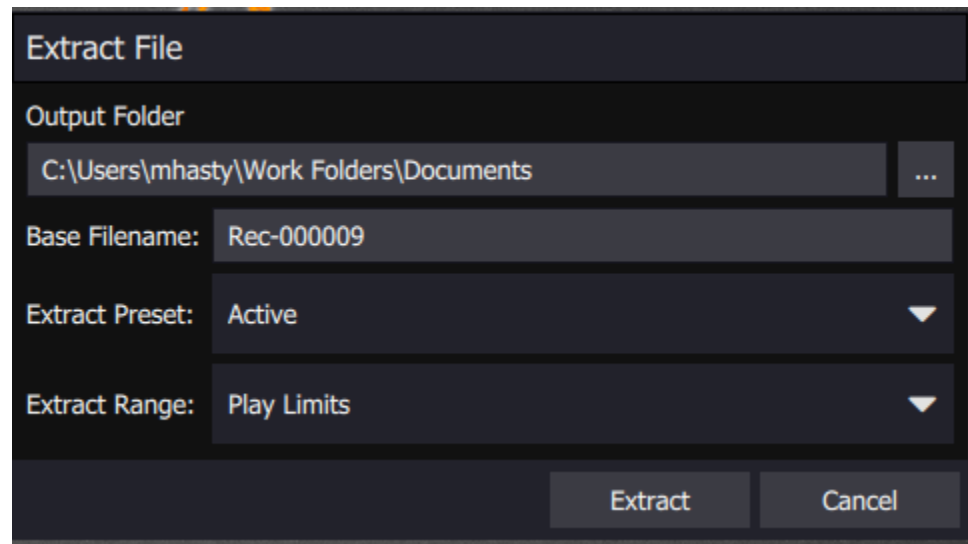 Extract File
Output Folder
C:\Users\mhasty\Work Folders\Documents
...
Base Filename: Rec-000009
Extract Preset: Active
Extract Range: Play Limits
Extract Cancel